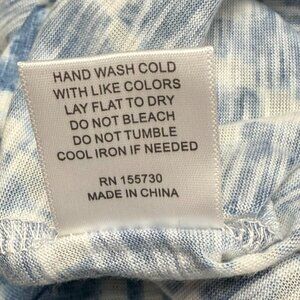 HAND WASH COLD
WITH LIKE COLORS
LAY FLAT TO DRY
DO NOT BLEACH
DO NOT TUMBLE
COOL IRON IF NEEDED
RN 155730
MADE IN CHINA